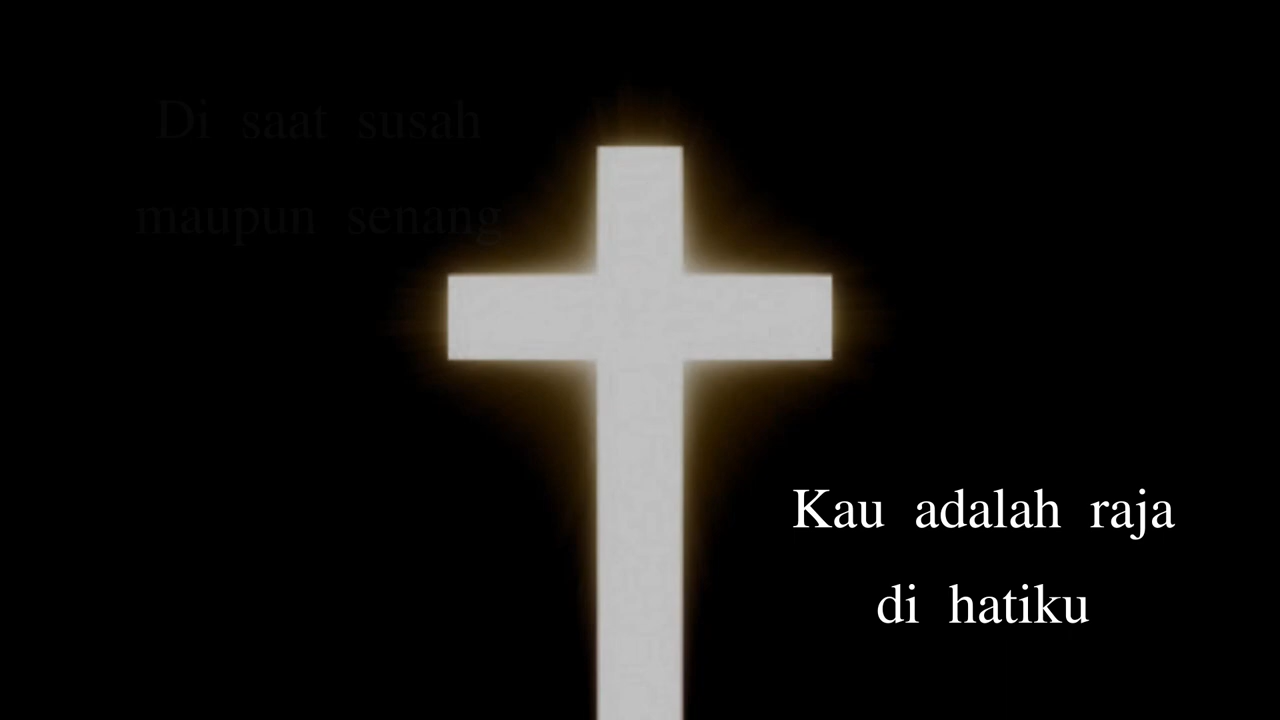 Di saat susah
maupun senang
Kau adalah raja
di hatiku